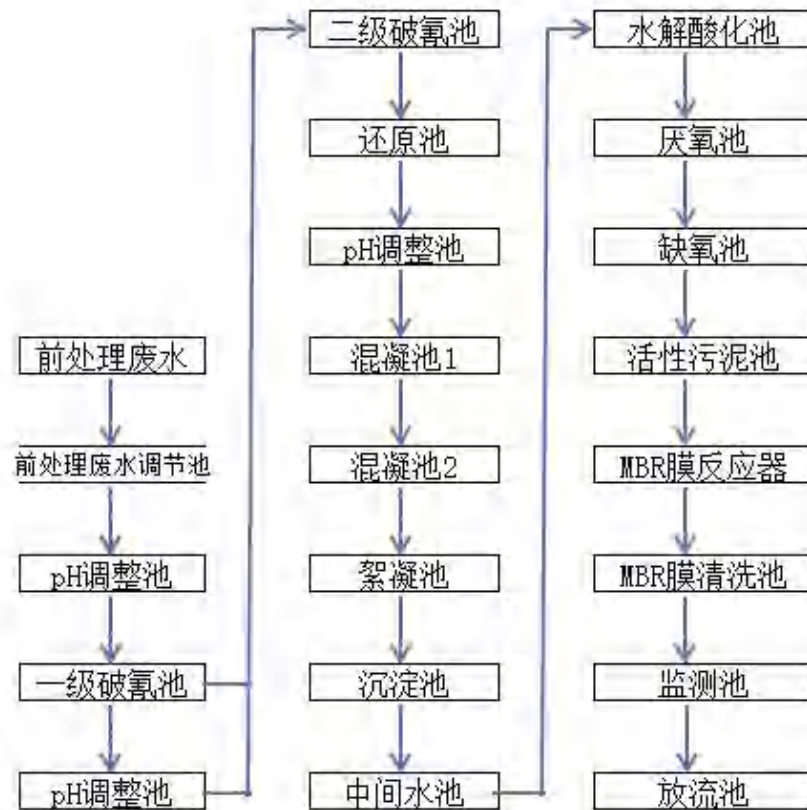 前处理废水
前处理废水调节池
pH调整池
一级破氰池
pH调整池
二级破氰池
还原池
pH调整池
混凝池1
混凝池2
絮凝池
沉淀池
中间水池
水解酸化池
厌氧池
缺氧池
活性污泥池
MBR膜反应器
MBR膜清洗池
监测池
放流池